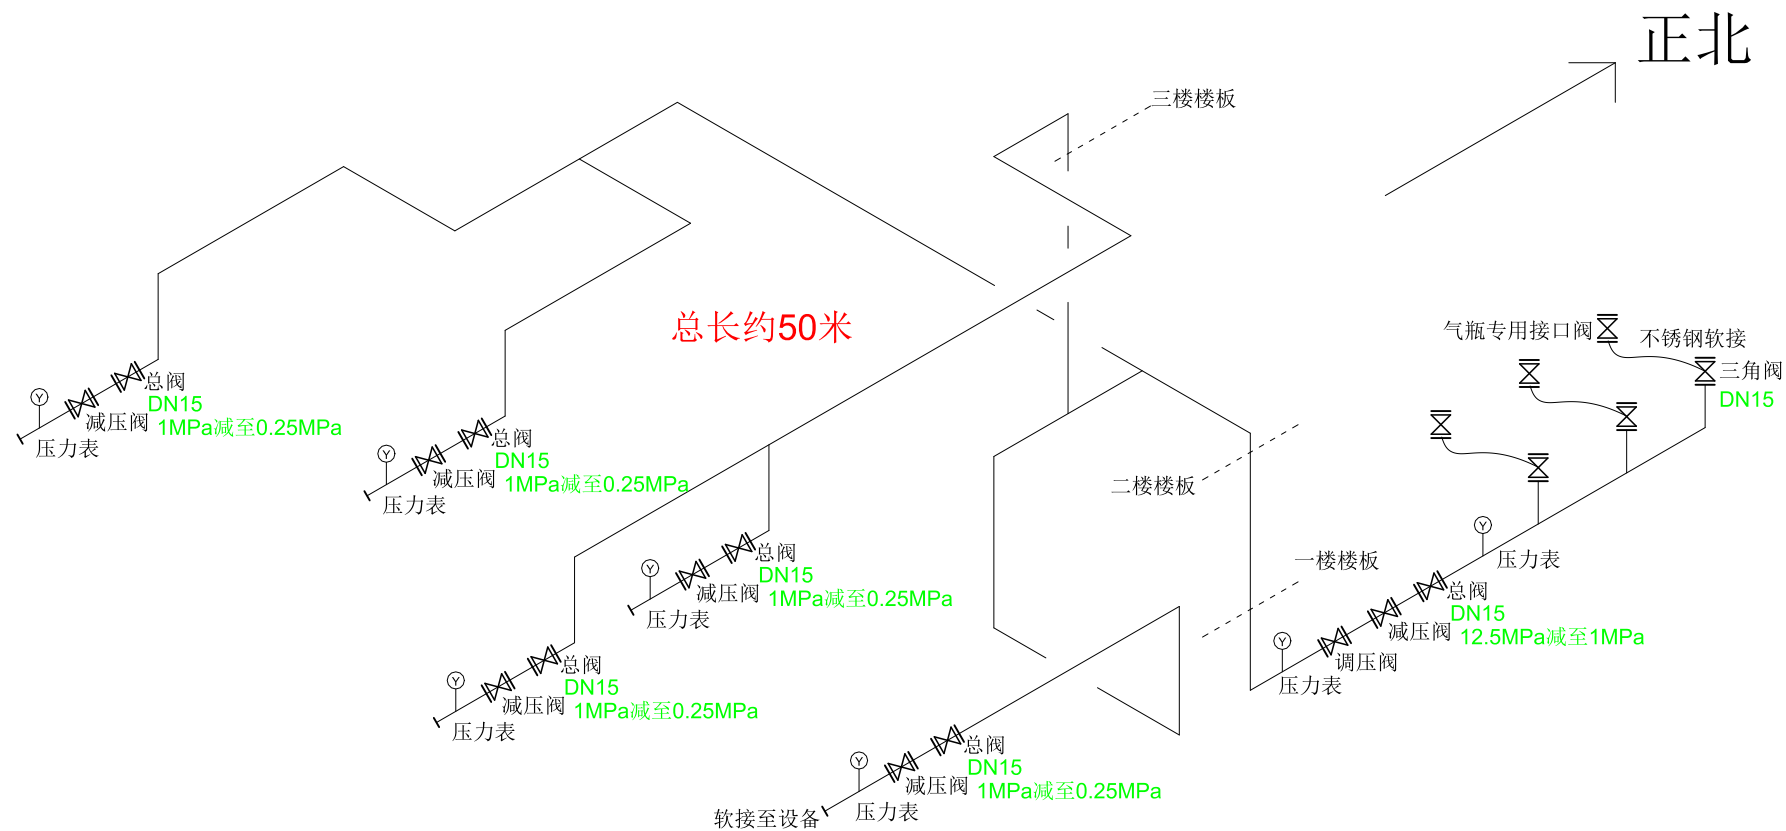 正北
三楼楼板
总长约50米
气瓶专用接口阀
不锈钢软接
三角阀
DN15
总阀
DN15
减压阀
1MPa减至0.25MPa
Y
压力表
总阀
DN15
减压阀
1MPa减至0.25MPa
Y
压力表
二楼楼板
一楼楼板
Y
压力表
总阀
DN15
减压阀
12.5MPa减至1MPa
调压阀
Y
压力表
总阀
DN15
减压阀
1MPa减至0.25MPa
Y
压力表
总阀
DN15
减压阀
1MPa减至0.25MPa
Y
压力表
总阀
DN15
减压阀
1MPa减至0.25MPa
Y
压力表
软接至设备